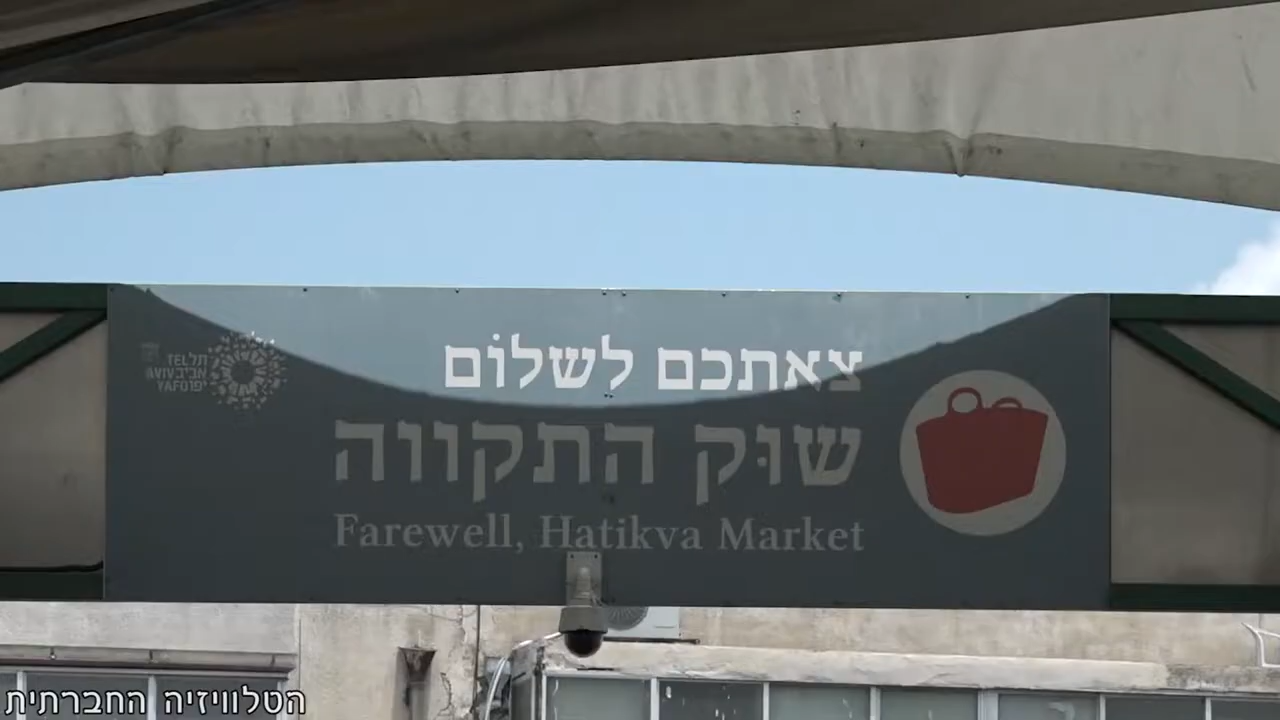 צאתכם לשלום
שוק התקווה
Farewell, Hatikva Market
תל
אביב
יפו
TEL
AVIV
YAFO
הטלוויזיה החברתית